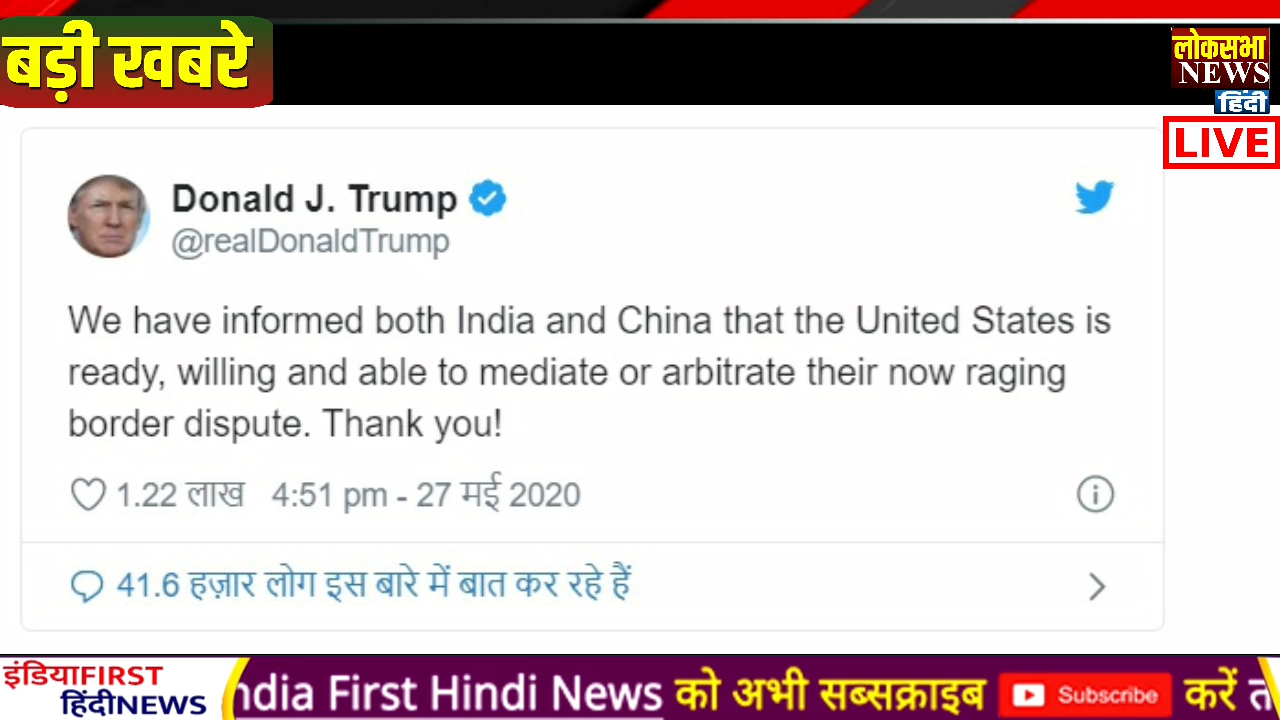 बड़ी खबरे
लोकसभा
NEWS
हिंदी
LIVE
Donald J. Trump
@realDonaldTrump
We have informed both India and China that the United States is
ready, willing and able to mediate or arbitrate their now raging
border dispute. Thank you!
1.22 लाख 4:51 pm - 27 मई 2020
41.6 हज़ार लोग इस बारे में बात कर रहे हैं
इंडियाFIRST
हिंदीNEWS
ndia First Hindi News को अभी सब्सक्राइब Subscribe करें